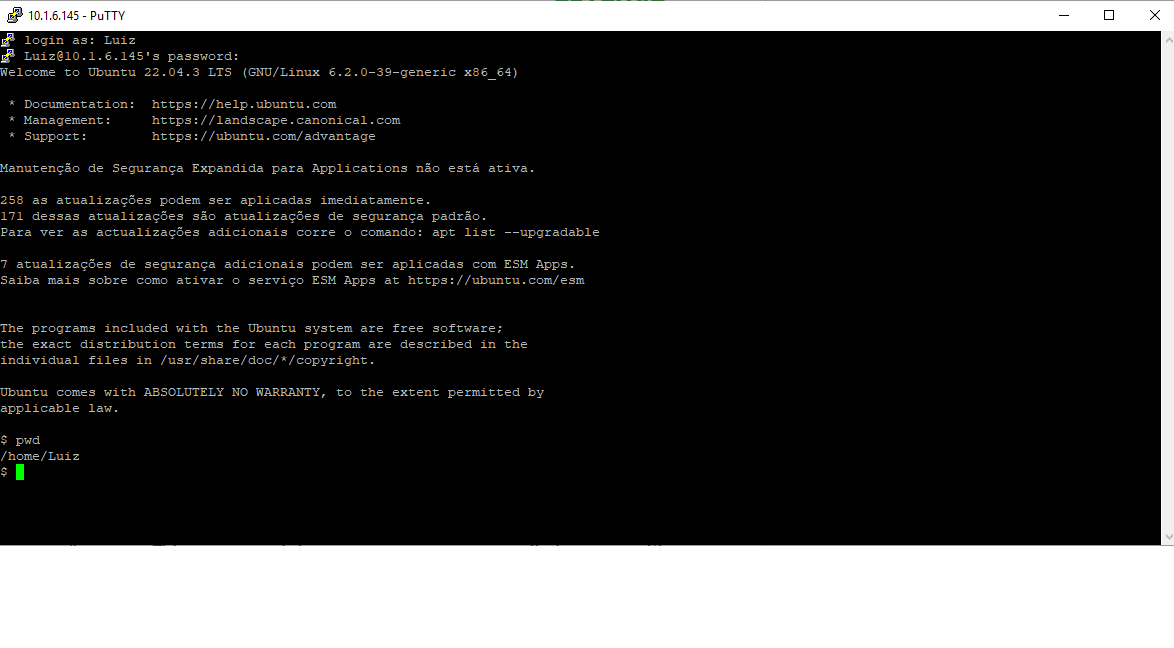 10.1.6.145 - PuTTY
login as: Luiz
Luiz@10.1.6.145's password:
Welcome to Ubuntu 22.04.3 LTS (GNU/Linux 6.2.0-39-generic x86_64)
* Documentation:  https://help.ubuntu.com
* Management:     https://landscape.canonical.com
* Support:        https://ubuntu.com/advantage
Manutenção de Segurança Expandida para Applications não está ativa.
258 as atualizações podem ser aplicadas imediatamente.
171 dessas atualizações são atualizações de segurança padrão.
Para ver as actualizações adicionais corre o comando: apt list --upgradable
7 atualizações de segurança adicionais podem ser aplicadas com ESM Apps.
Saiba mais sobre como ativar o serviço ESM Apps at https://ubuntu.com/esm
The programs included with the Ubuntu system are free software;
the exact distribution terms for each program are described in the
individual files in /usr/share/doc/*/copyright.
Ubuntu comes with ABSOLUTELY NO WARRANTY, to the extent permitted by
applicable law.
$ pwd
/home/Luiz
$